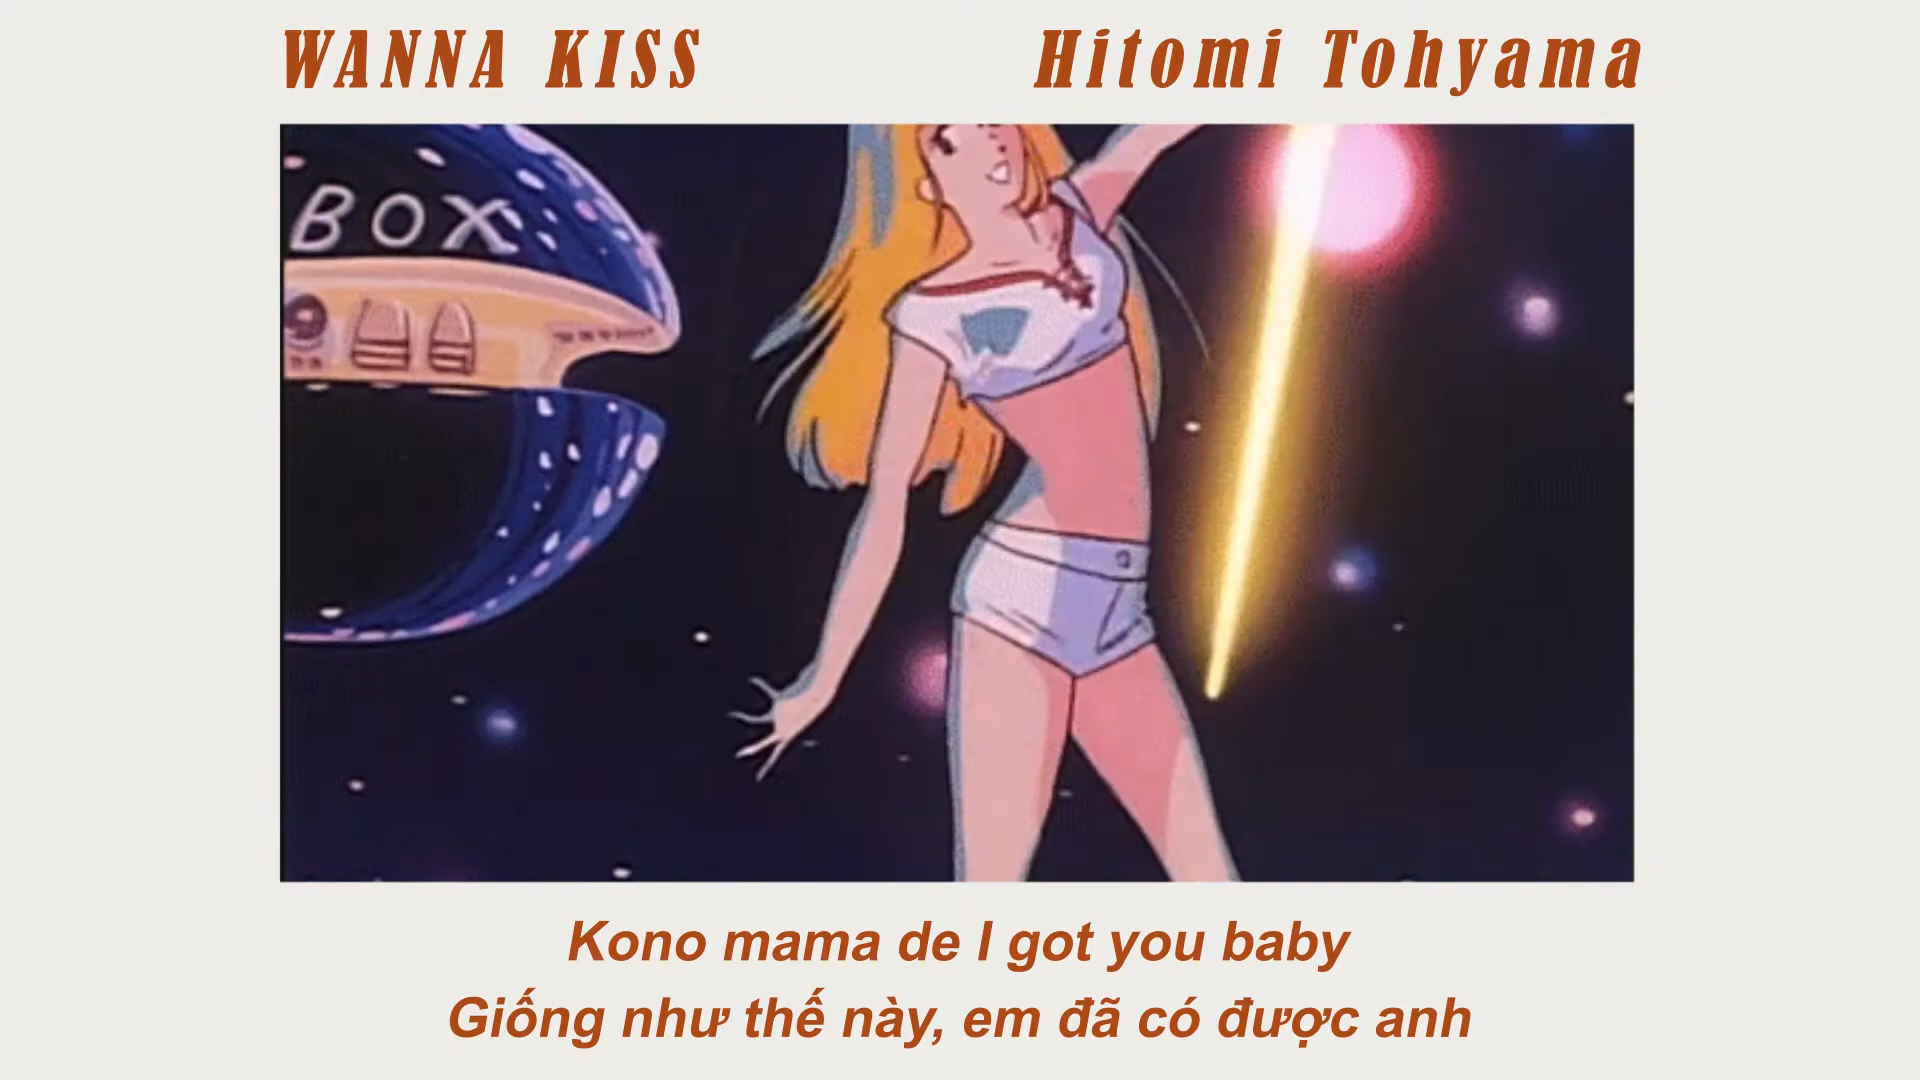 WANNA KISS
Hitomi Tohyama
BOX
Kono mama de I got you baby
Giống như thế này, em đã có được anh